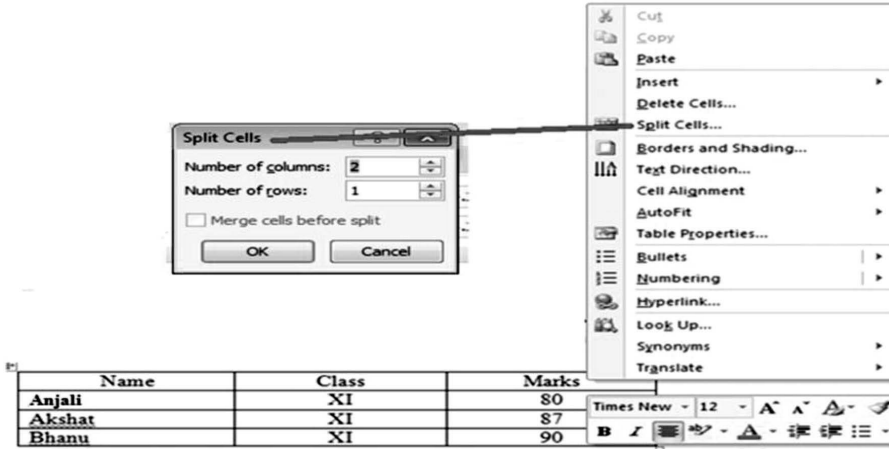 Cut
Copy
Paste
Insert
Delete Cells...
Split Cells...
Borders and Shading...
Text Direction...
Cell Alignment
AutoFit
Table Properties...
Bullets
Numbering
Hyperlink...
Look Up...
Synonyms
Translate
Split Cells
Number of columns: 2
Number of rows: 1
Merge cells before split
OK Cancel
Name Class Marks
Anjali XI 80
Akshat XI 87
Bhanu XI 90
Times New 12 A A A
B I ab A